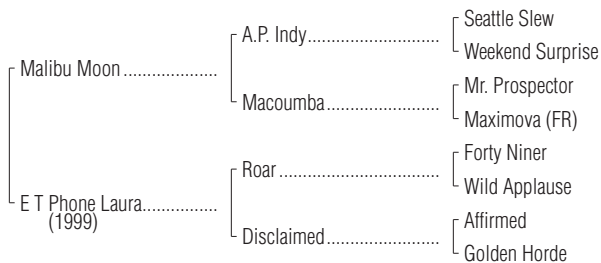 Malibu Moon ...................
E T Phone Laura...............
(1999)
A.P. Indy..........................
Macoumba ..........................
Roar ................................
Disclaimed........................
Seattle Slew
Weekend Surprise
Mr. Prospector
Maximova (FR)
Forty Niner
Wild Applause
Affirmed
Golden Horde